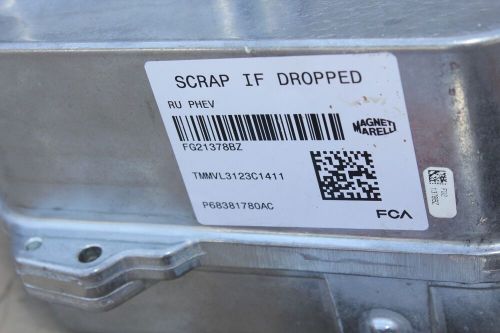 SCRAP IF DROPPED
RU PHEV
MAGNETI
MARELLI
FG21378BZ
TMMVL3123C1411
P68381780AC
FCA